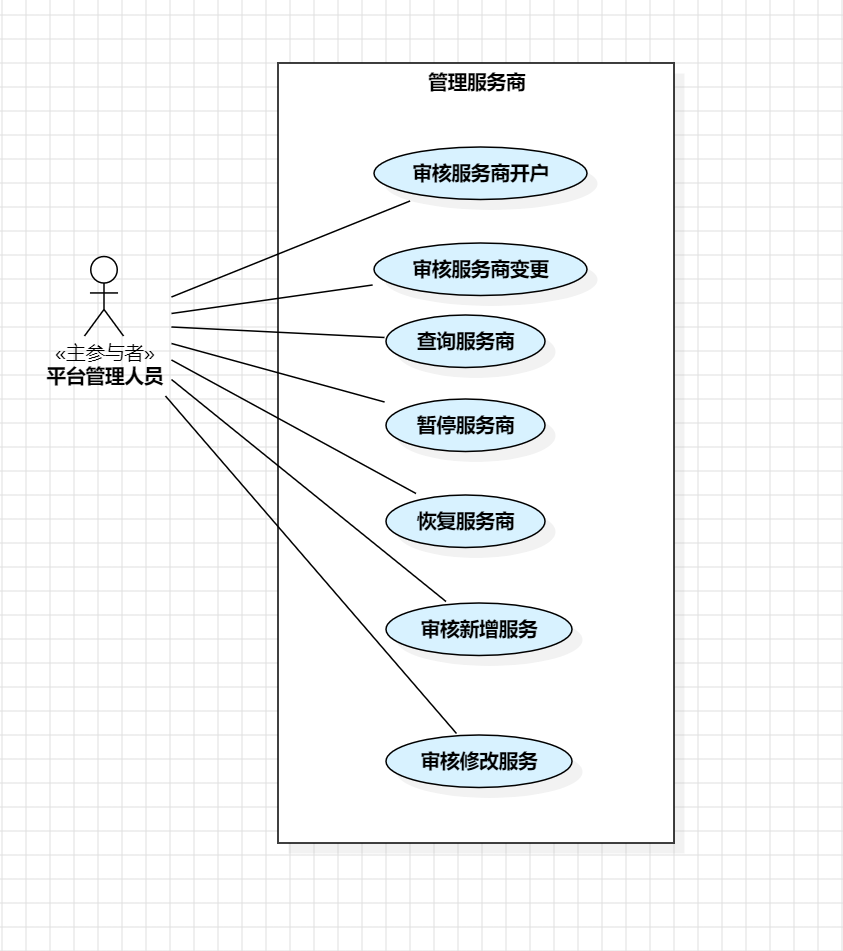 管理服务商
审核服务商开户
审核服务商变更
查询服务商
«主参与者»
平台管理人员
暂停服务商
恢复服务商
审核新增服务
审核修改服务